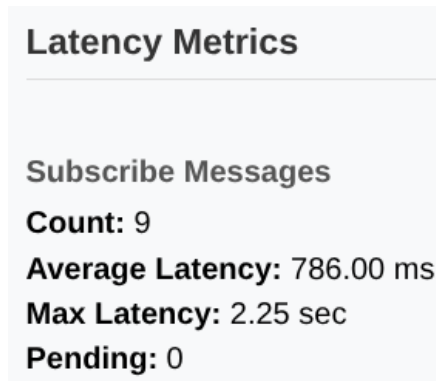 Latency Metrics
Subscribe Messages
Count: 9
Average Latency: 786.00 ms
Max Latency: 2.25 sec
Pending: 0